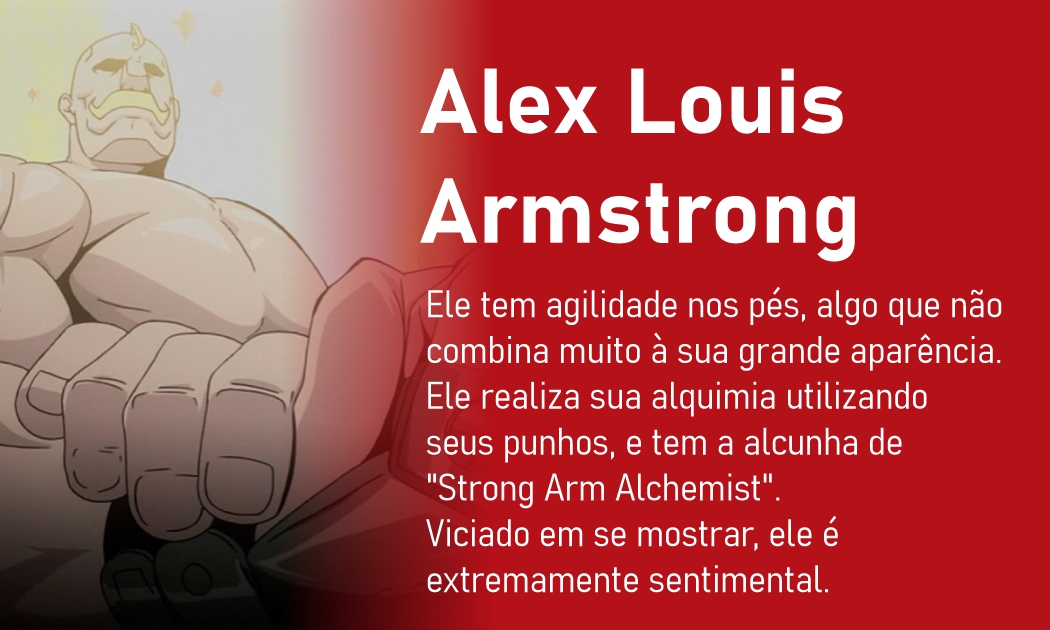 Alex Louis
Armstrong
Ele tem agilidade nos pés, algo que não
combina muito à sua grande aparência.
Ele realiza sua alquimia utilizando
seus punhos, e tem a alcunha de
"Strong Arm Alchemist".
Viciado em se mostrar, ele é
extremamente sentimental.